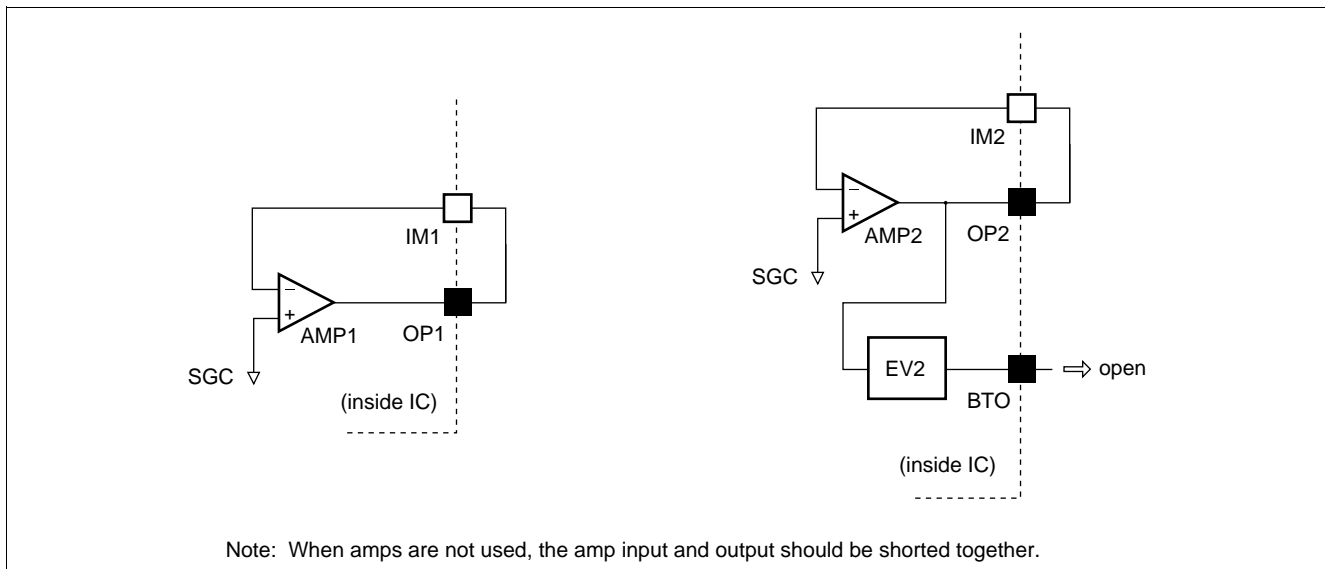 IM1
−
+
AMP1
OP1
SGC
(inside IC)
IM2
−
+
AMP2
OP2
SGC
EV2
open
BTO
(inside IC)
Note: When amps are not used, the amp input and output should be shorted together.